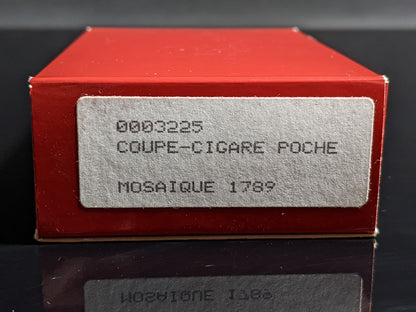 0003225
COUPE-CIGARE POCHE
MOSAIQUE 1789